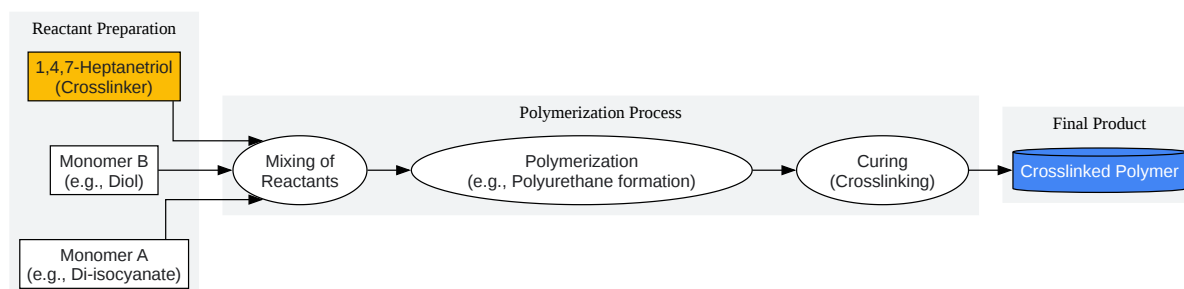 Reactant Preparation
1,4,7-Heptanetriol
(Crosslinker)
Monomer B
(e.g., Diol)
Monomer A
(e.g., Di-isocyanate)
Polymerization Process
Mixing of
Reactants
Polymerization
(e.g., Polyurethane formation)
Curing
(Crosslinking)
Final Product
Crosslinked Polymer